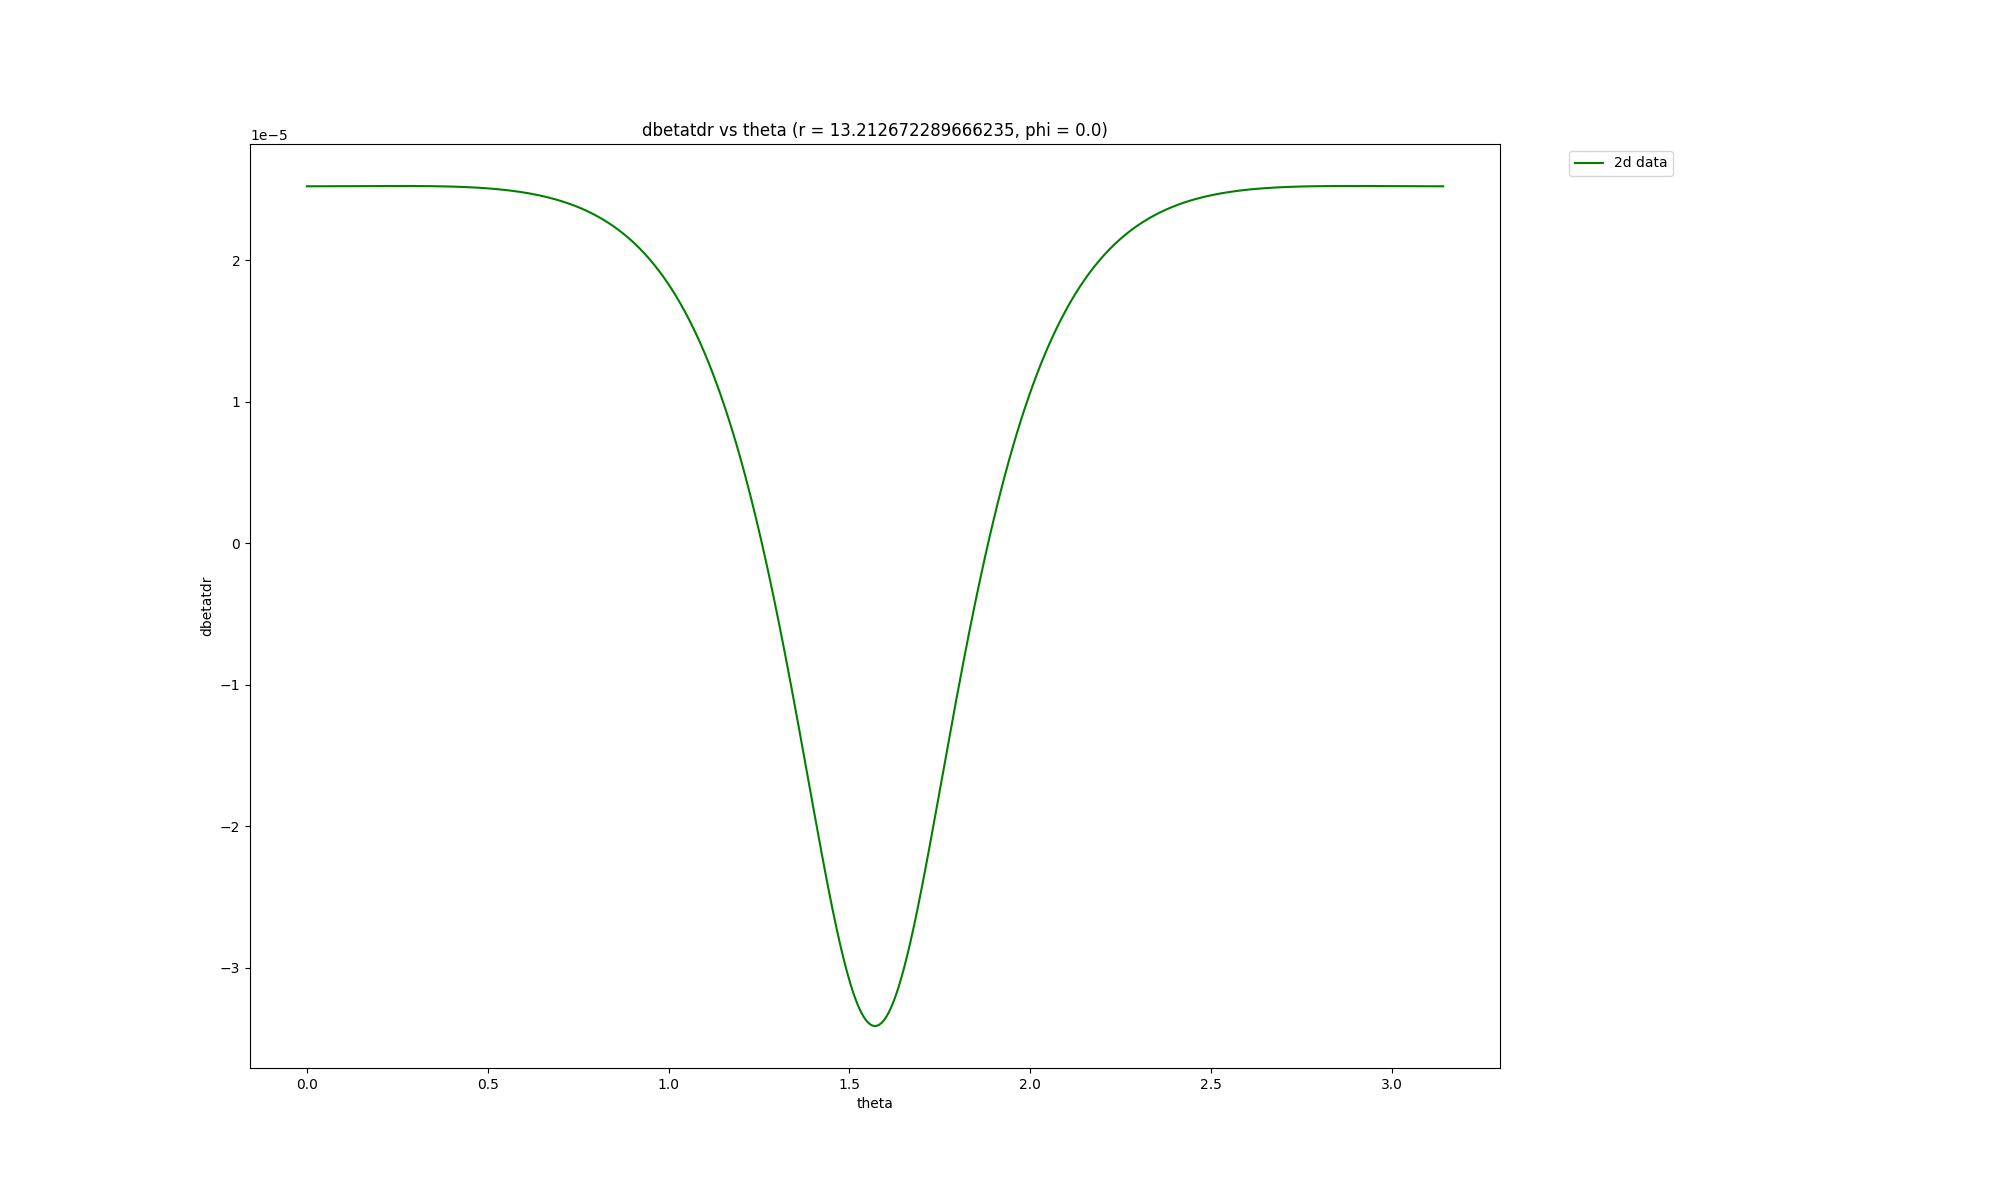 dbetatdr vs theta (r = 13.212672289666235, phi = 0.0)
1e−5
2d data
2
1
0
−1
−2
−3
dbetatdr
0.0 0.5 1.0 1.5 2.0 2.5 3.0
theta